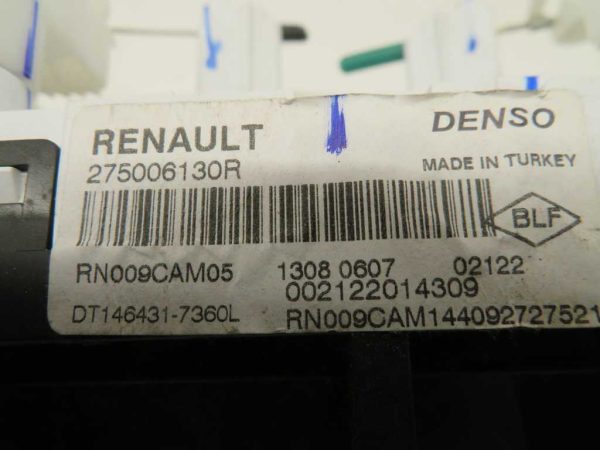 RENAULT
DENSO
275006130R
MADE IN TURKEY
BLF
RN009CAM05 1308 0607 02122
002122014309
DT146431-7360L
RN009CAM144092727521